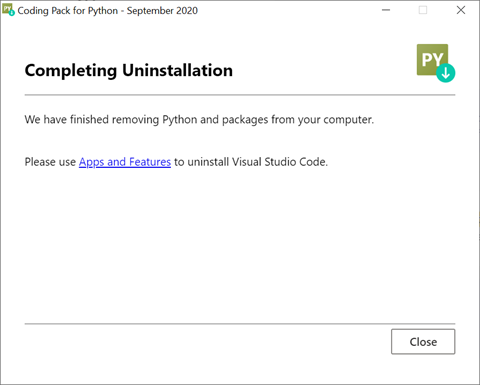 Coding Pack for Python - September 2020
PY
Completing Uninstallation
We have finished removing Python and packages from your computer.
Please use Apps and Features to uninstall Visual Studio Code.
Close